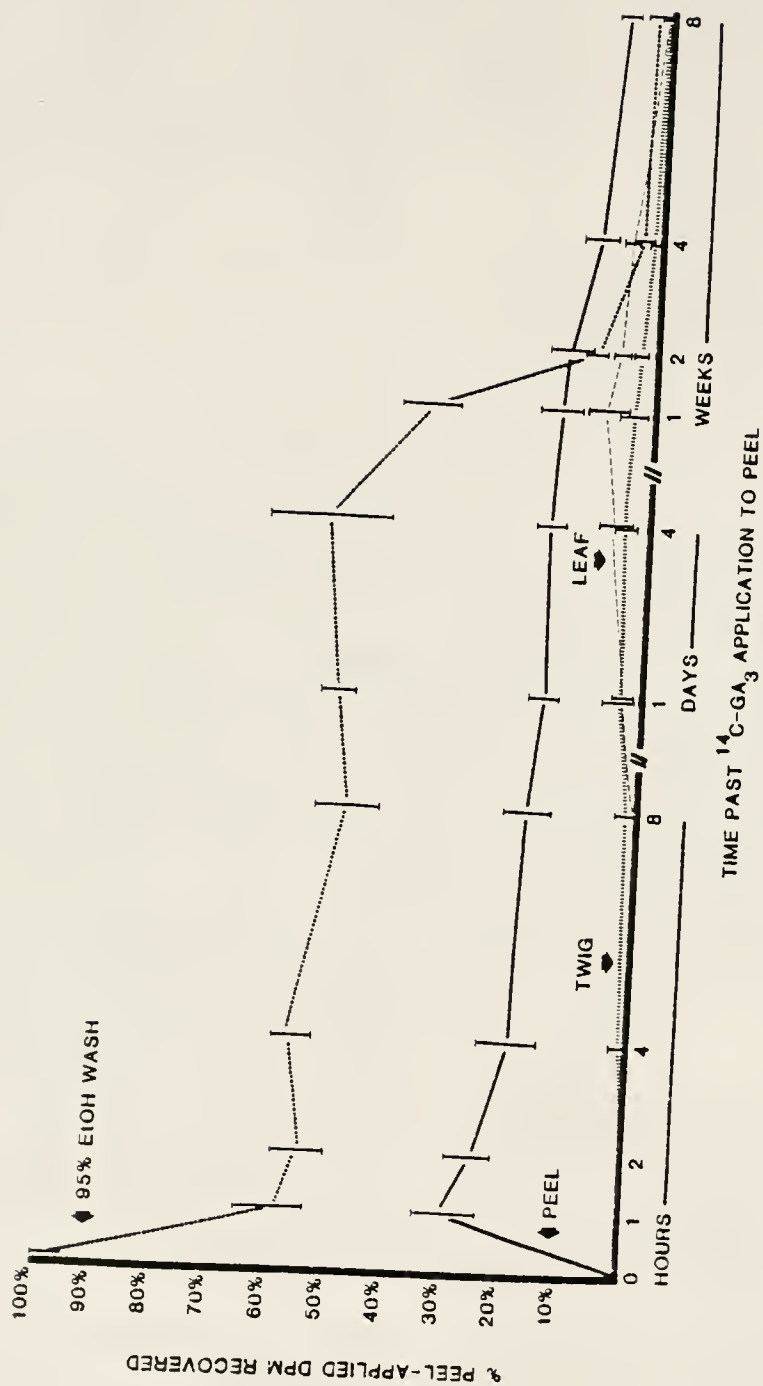 100%
90%
80%
70%
60%
50%
40%
30%
20%
10%
% PEEL-APPLIED DPM RECOVERED
95% EtOH WASH
PEEL
TWIG
LEAF
0 1 2 4 8 1 4 1 2 4 8
HOURS DAYS WEEKS
TIME PAST ¹⁴C-GA₃ APPLICATION TO PEEL